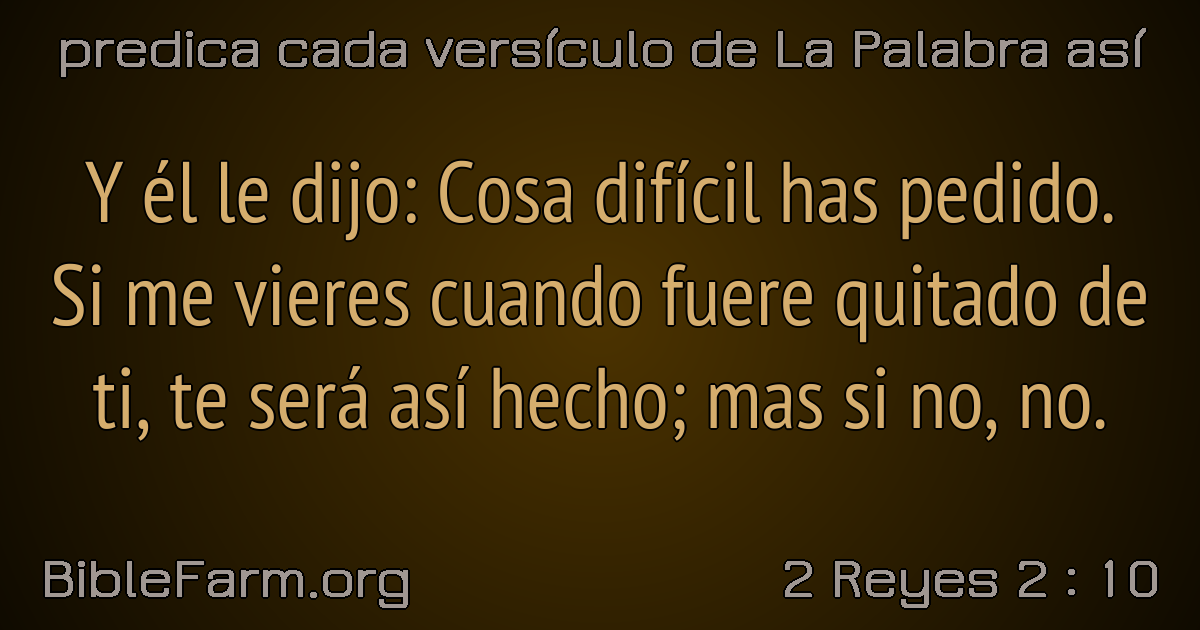 predica cada versículo de La Palabra así
Y él le dijo: Cosa difícil has pedido.
Si me vieres cuando fuere quitado de
ti, te será así hecho; mas si no, no.
BibleFarm.org
2 Reyes 2 : 10